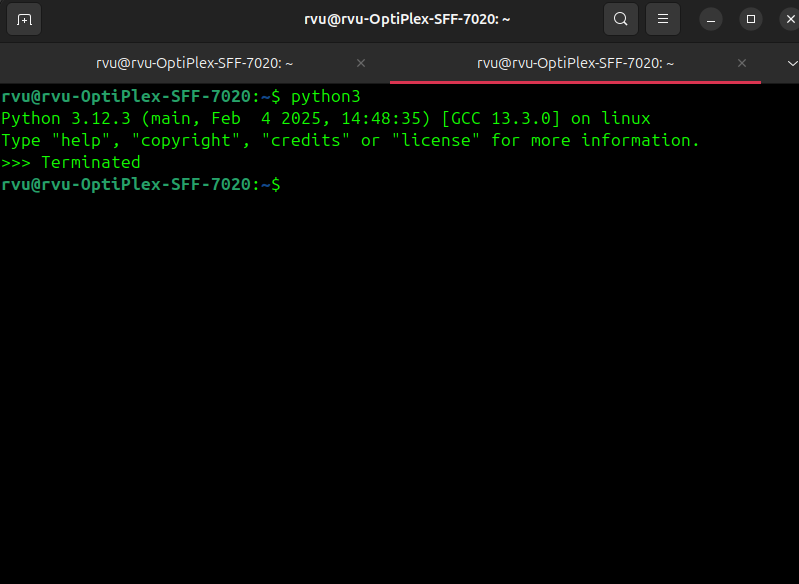 rvu@rvu-OptiPlex-SFF-7020: ~
rvu@rvu-OptiPlex-SFF-7020: ~
rvu@rvu-OptiPlex-SFF-7020: ~
rvu@rvu-OptiPlex-SFF-7020:~$ python3
Python 3.12.3 (main, Feb  4 2025, 14:48:35) [GCC 13.3.0] on linux
Type "help", "copyright", "credits" or "license" for more information.
>>> Terminated
rvu@rvu-OptiPlex-SFF-7020:~$